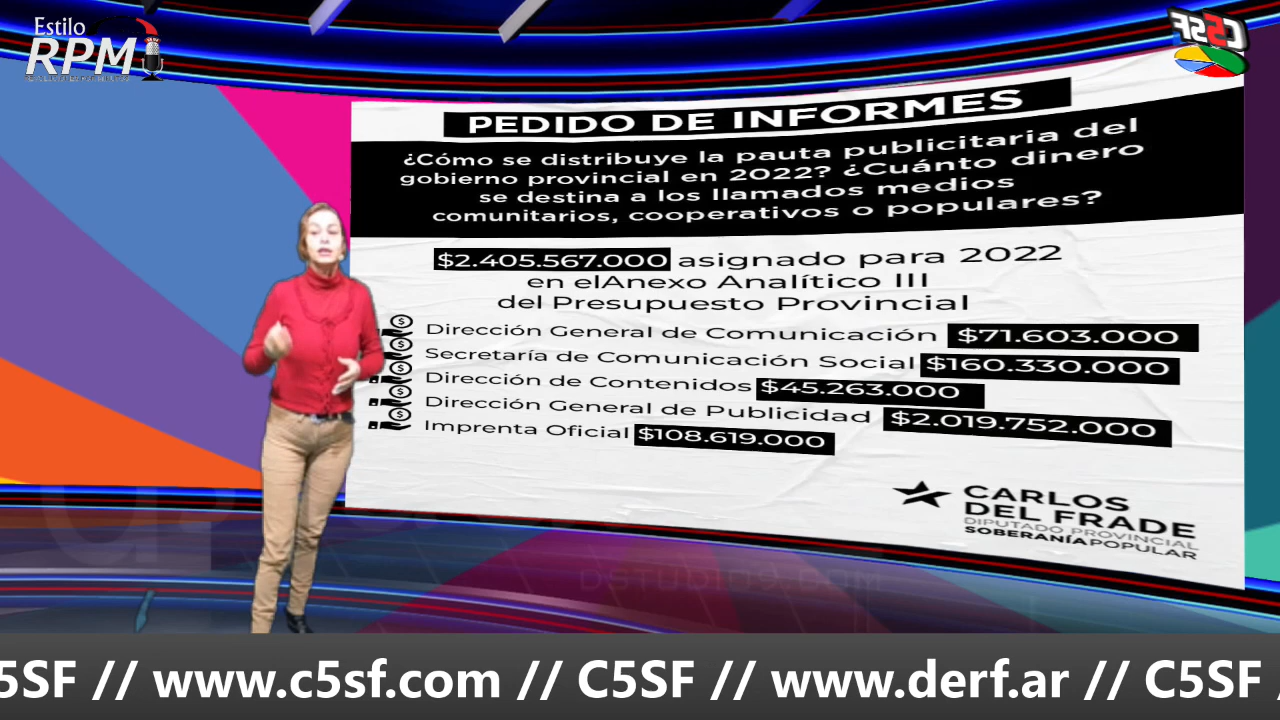 Estilo
RPM
C5SF
PEDIDO DE INFORMES
¿Cómo se distribuye la pauta publicitaria del
gobierno provincial en 2022? ¿Cuánto dinero
se destina a los llamados medios
comunitarios, cooperativos o populares?
$2.405.567.000 asignado para 2022
en elAnexo Analítico III
del Presupuesto Provincial
Dirección General de Comunicación $71.603.000
Secretaría de Comunicación Social $160.330.000
Dirección de Contenidos $45.263.000
Dirección General de Publicidad $2.019.752.000
Imprenta Oficial $108.619.000
CARLOS
DEL FRADE
DIPUTADO PROVINCIAL
SOBERANÍAPOPULAR
5SF // www.c5sf.com // C5SF // www.derf.ar // C5SF /